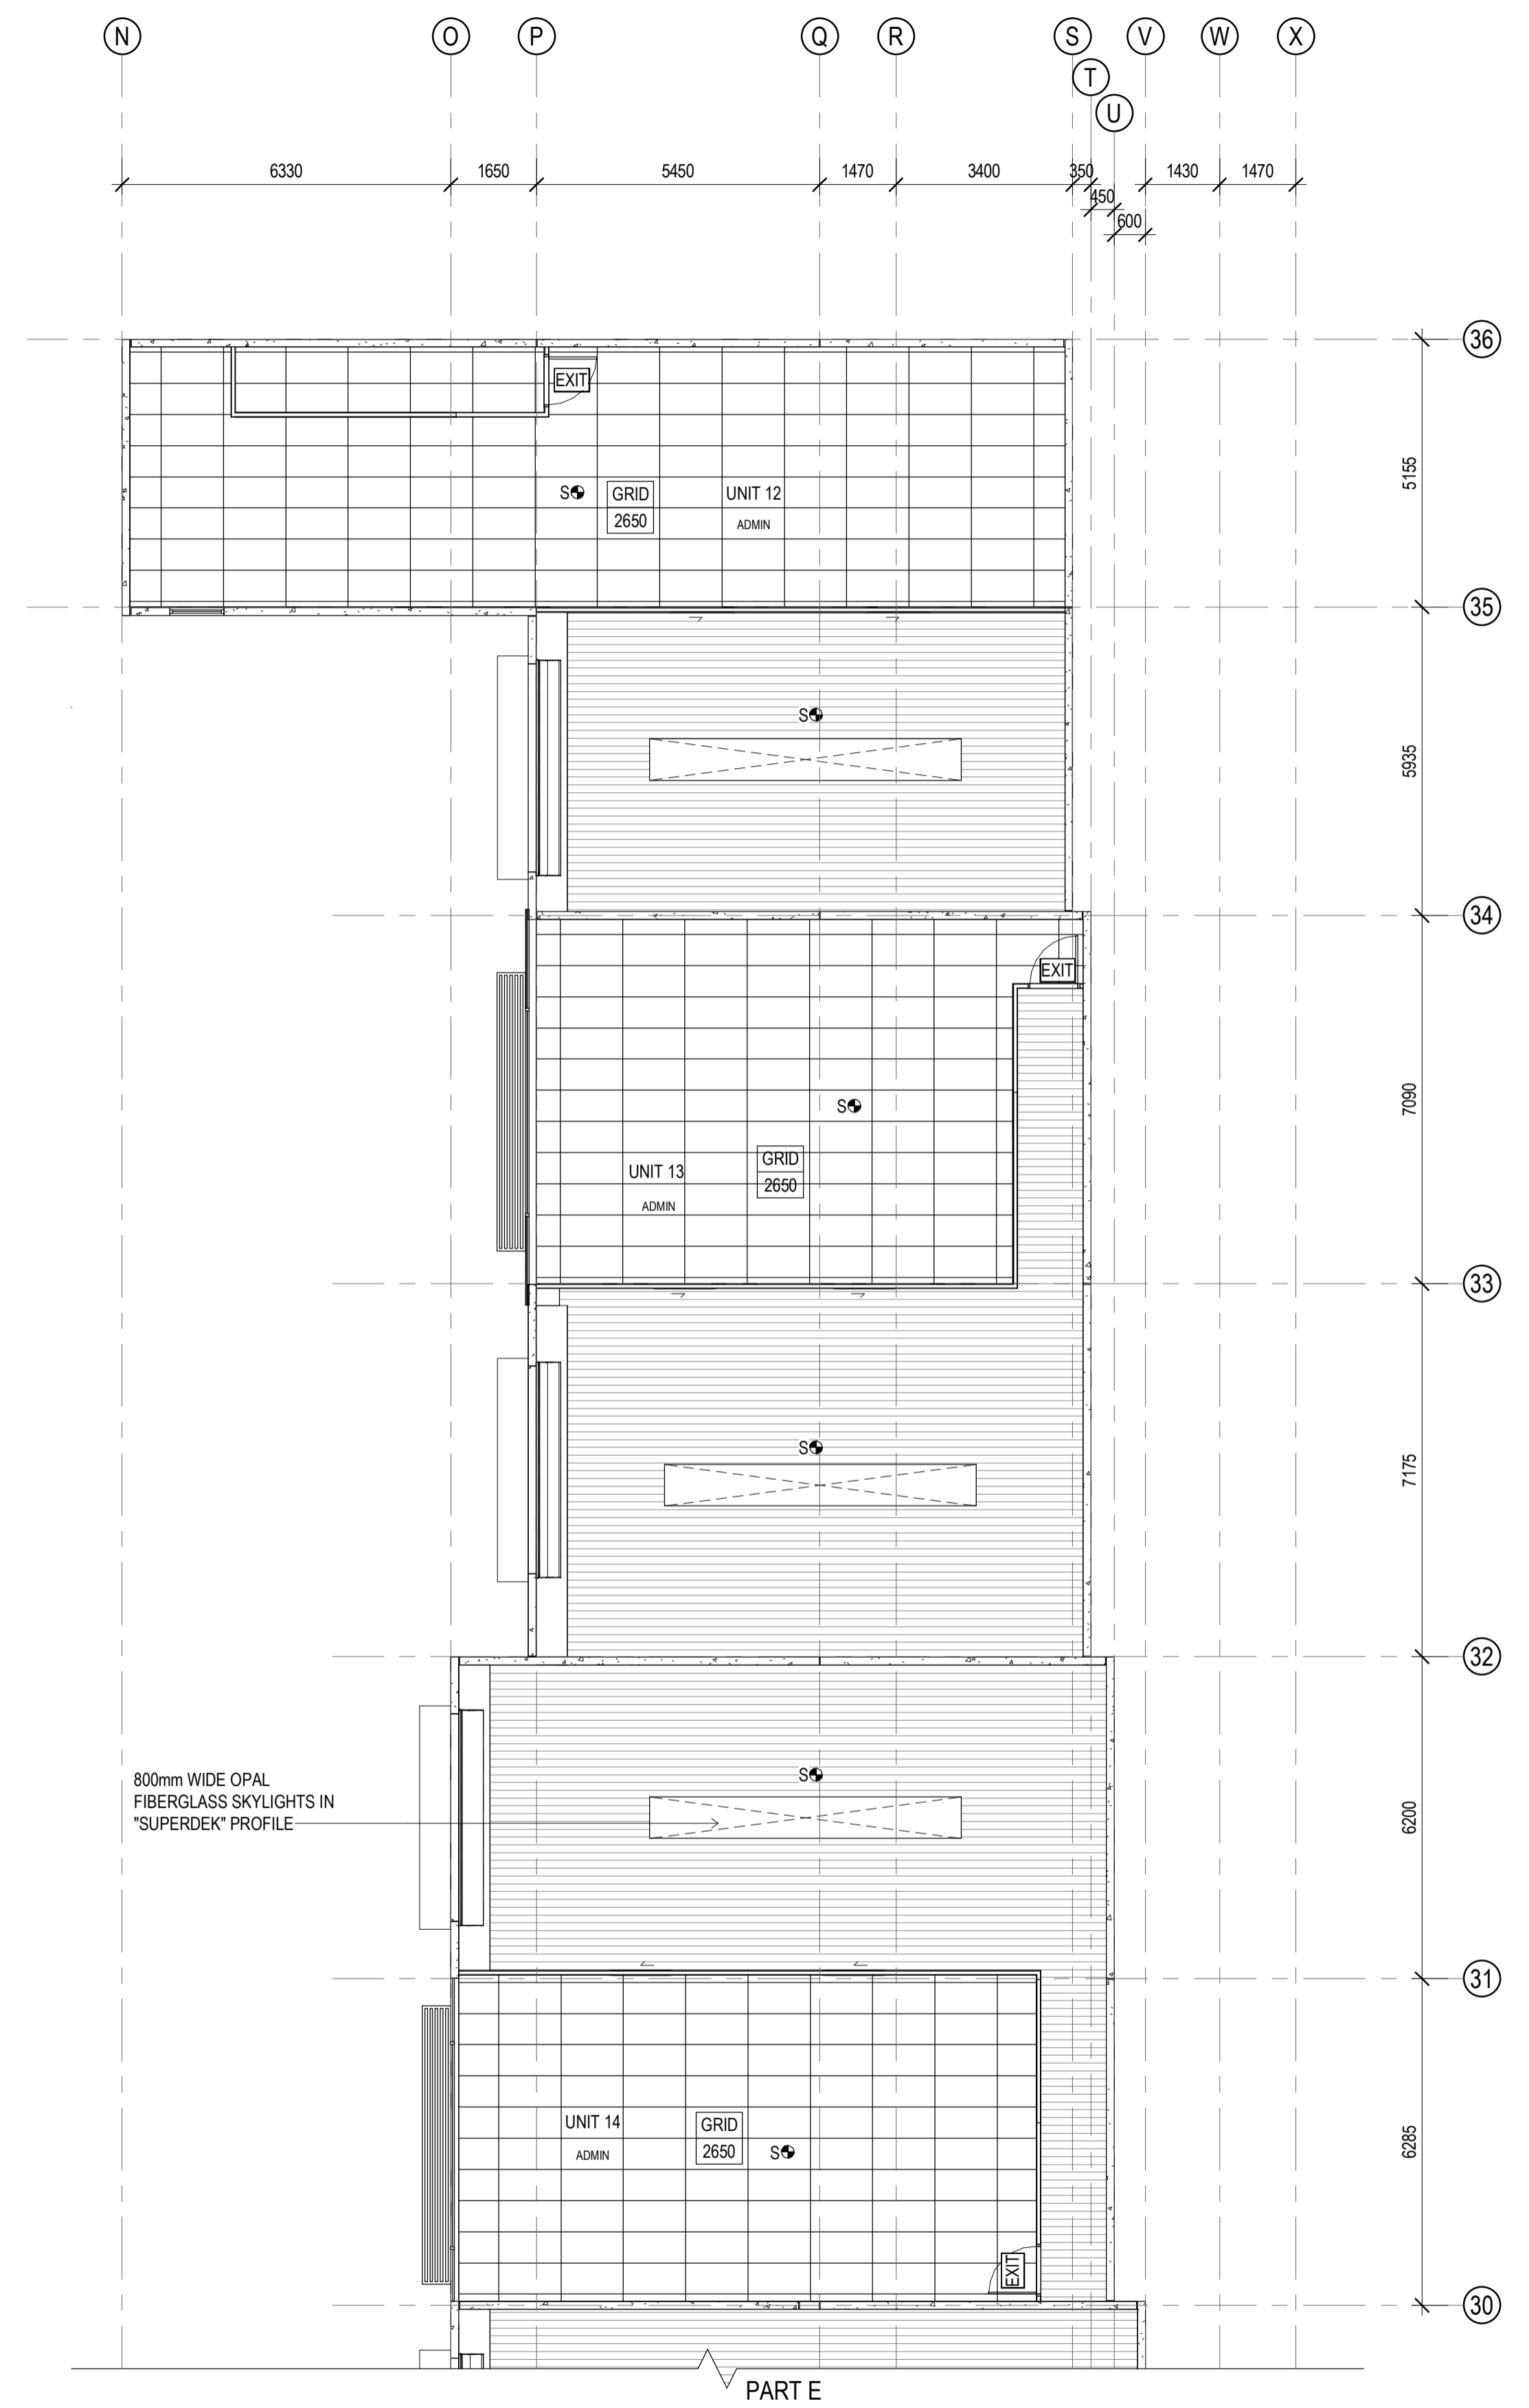 N O P Q R S V W X
T
U
6330 1650 5450 1470 3400 350 1430 1470
450
600
36
EXIT
5155
S GRID UNIT 12
2650 ADMIN
35
S
5935
34
EXIT
7090
S
GRID
UNIT 13
2650
ADMIN
33
S
7175
32
S
800mm WIDE OPAL
FIBERGLASS SKYLIGHTS IN
"SUPERDEK" PROFILE
6200
31
UNIT 14 GRID
ADMIN 2650 S
6285
EXIT
30
PART E